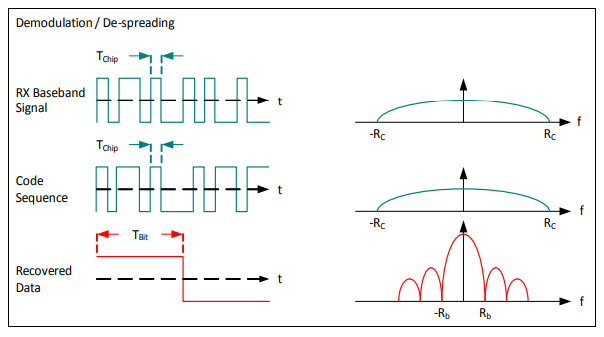 Demodulation / De-spreading
TChip
RX Baseband
Signal
t
-RC
RC
f
TChip
Code
Sequence
t
-RC
RC
f
TBit
Recovered
Data
t
-Rb
Rb
f